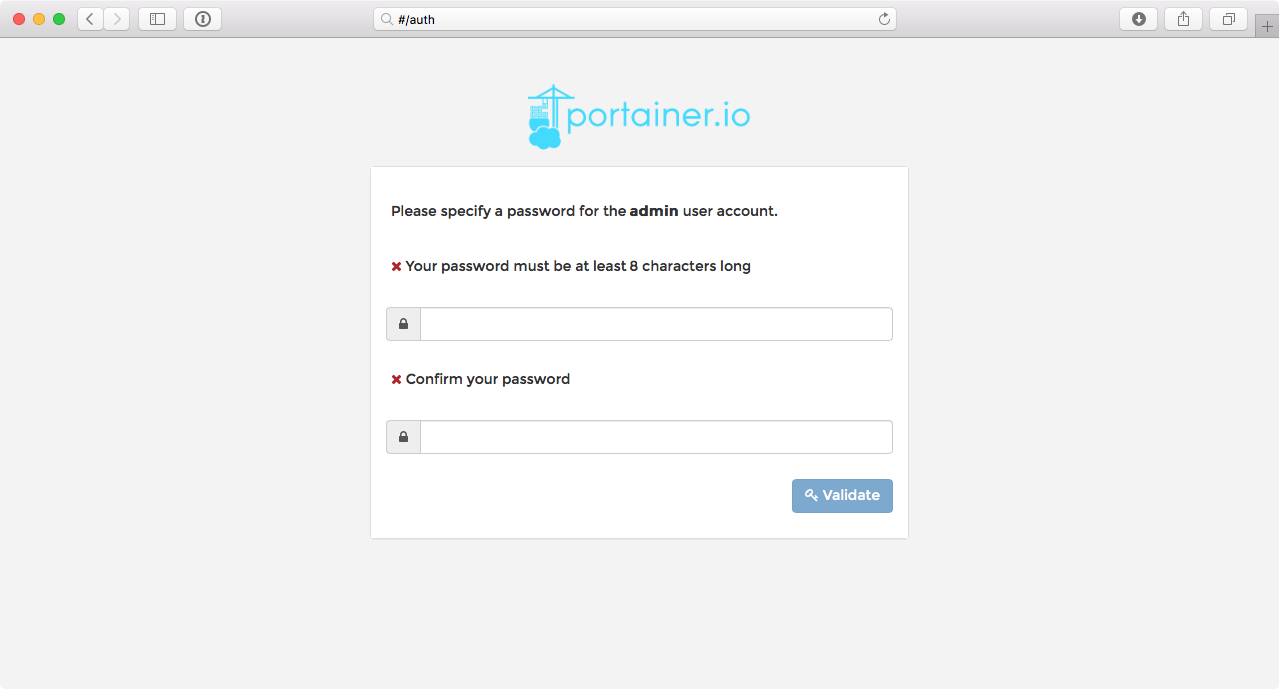 #/auth
portainer.io
Please specify a password for the admin user account.
Your password must be at least 8 characters long
Confirm your password
Validate